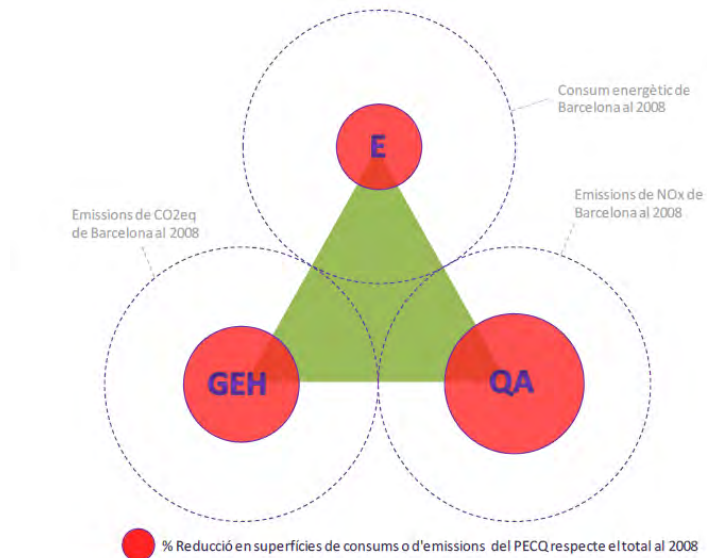 Consum energètic de
Barcelona al 2008
E
Emissions de NOx de
Barcelona al 2008
Emissions de CO2eq
de Barcelona al 2008
GEH
QA
% Reducció en superfícies de consums o d'emissions del PECQ respecte el total al 2008